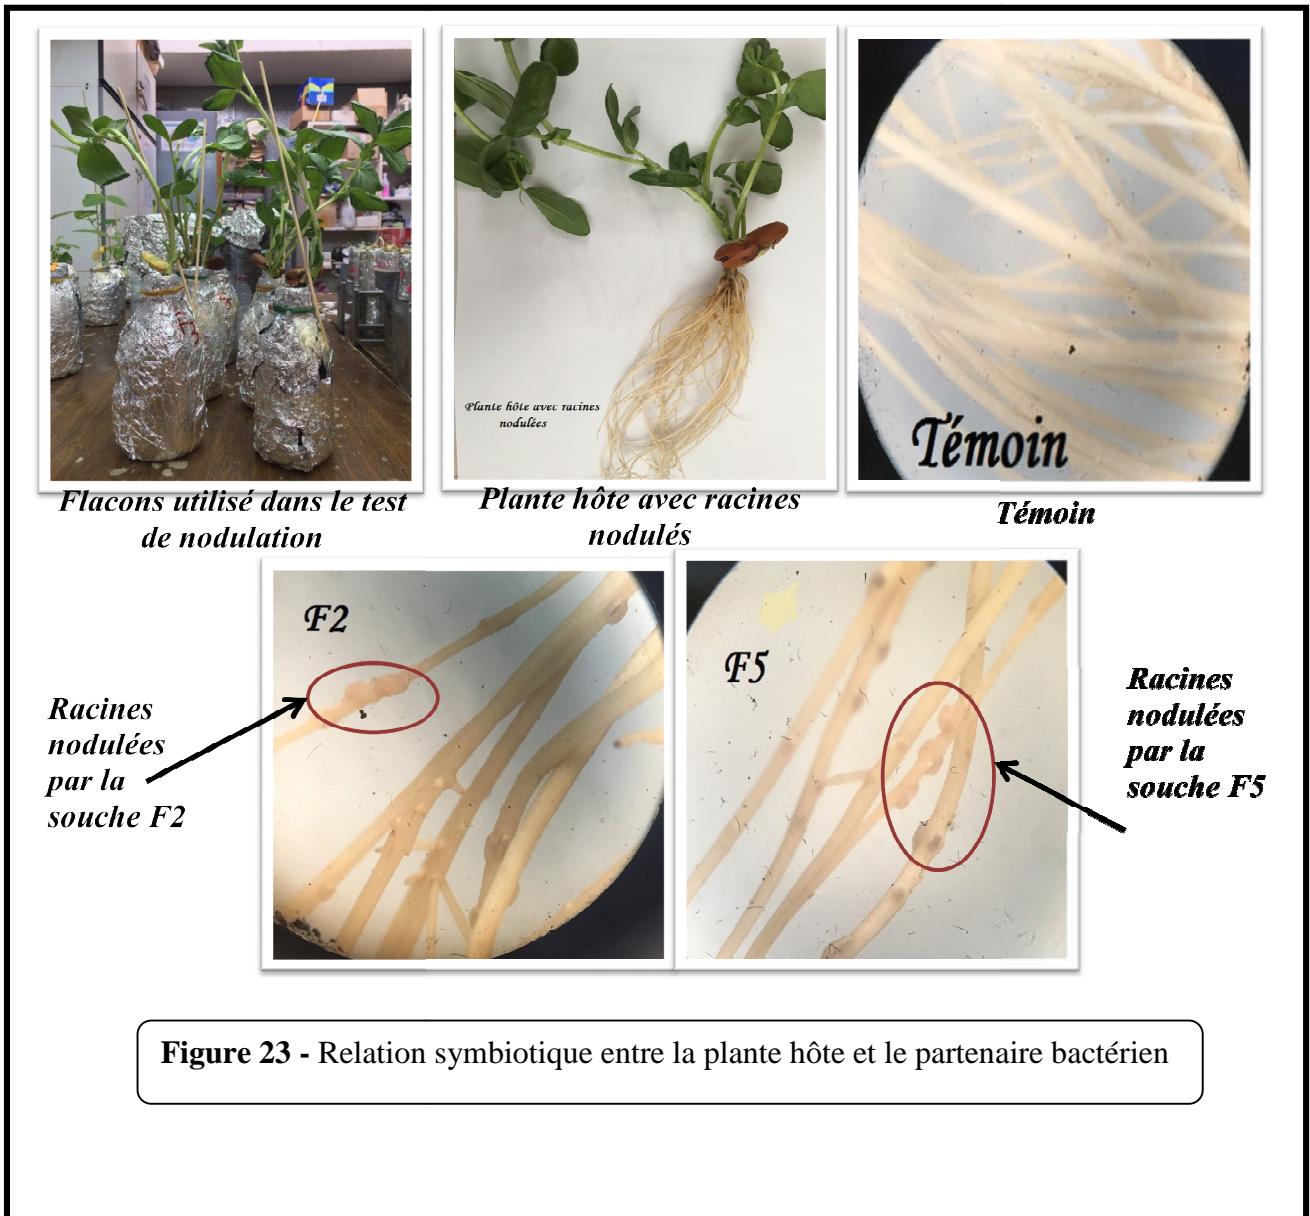 Plante hôte avec racines
nodulées
Témoin
Flacons utilisé dans le test
de nodulation
Plante hôte avec racines
nodulés
Témoin
F2
F5
Racines
nodulées
par la
souche F2
Racines
nodulées
par la
souche F5
Figure 23 - Relation symbiotique entre la plante hôte et le partenaire bactérien